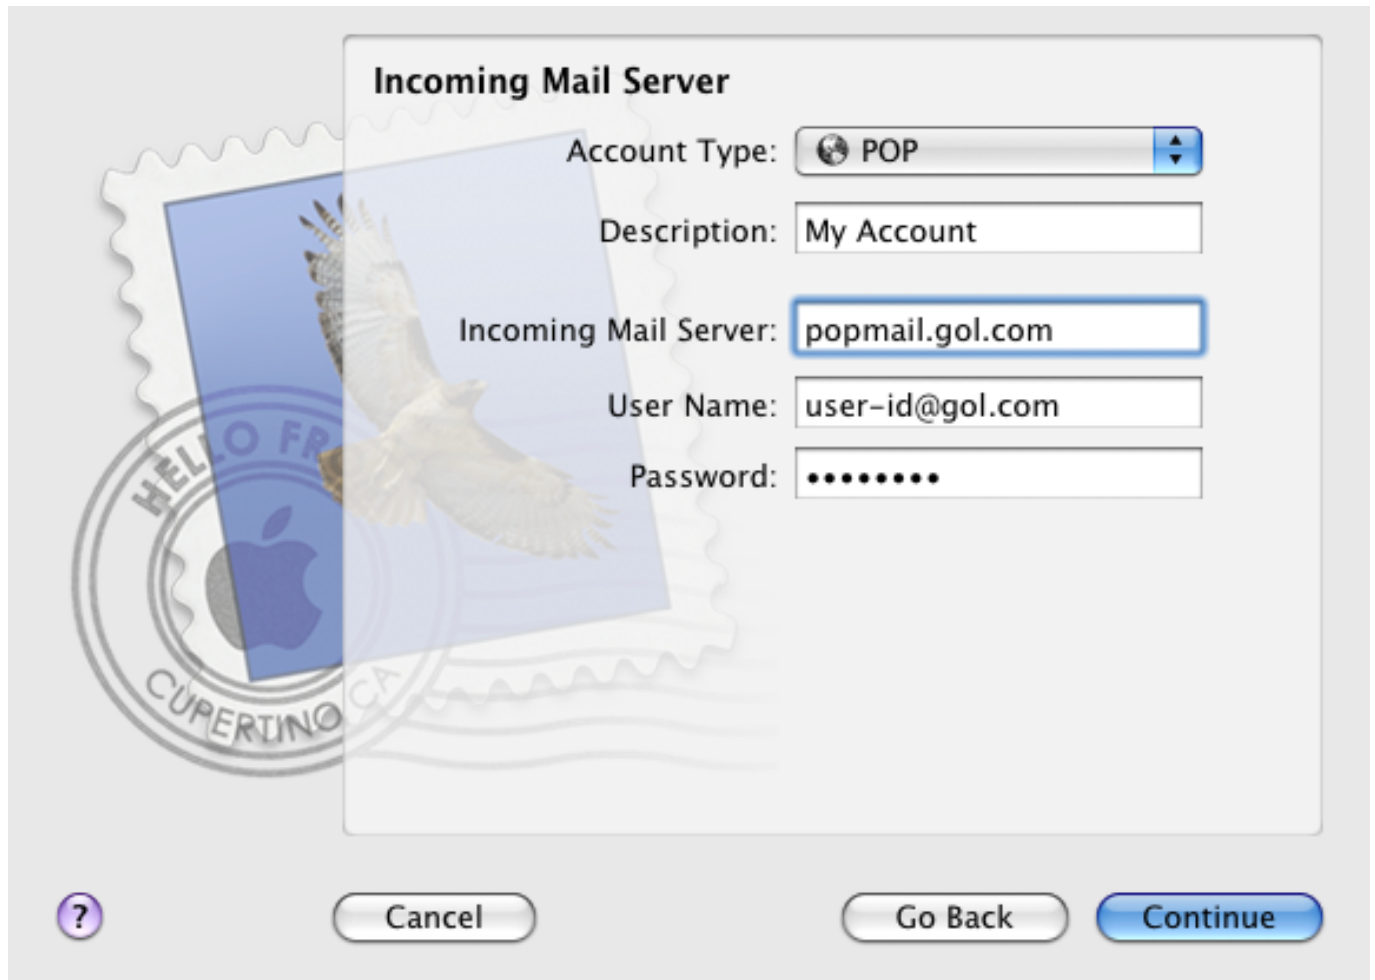 Incoming Mail Server
Account Type: POP
Description: My Account
Incoming Mail Server: popmail.gol.com
User Name: user-id@gol.com
Password: ••••••••
HELLO FR
CUPERTINO CA
? Cancel Go Back Continue